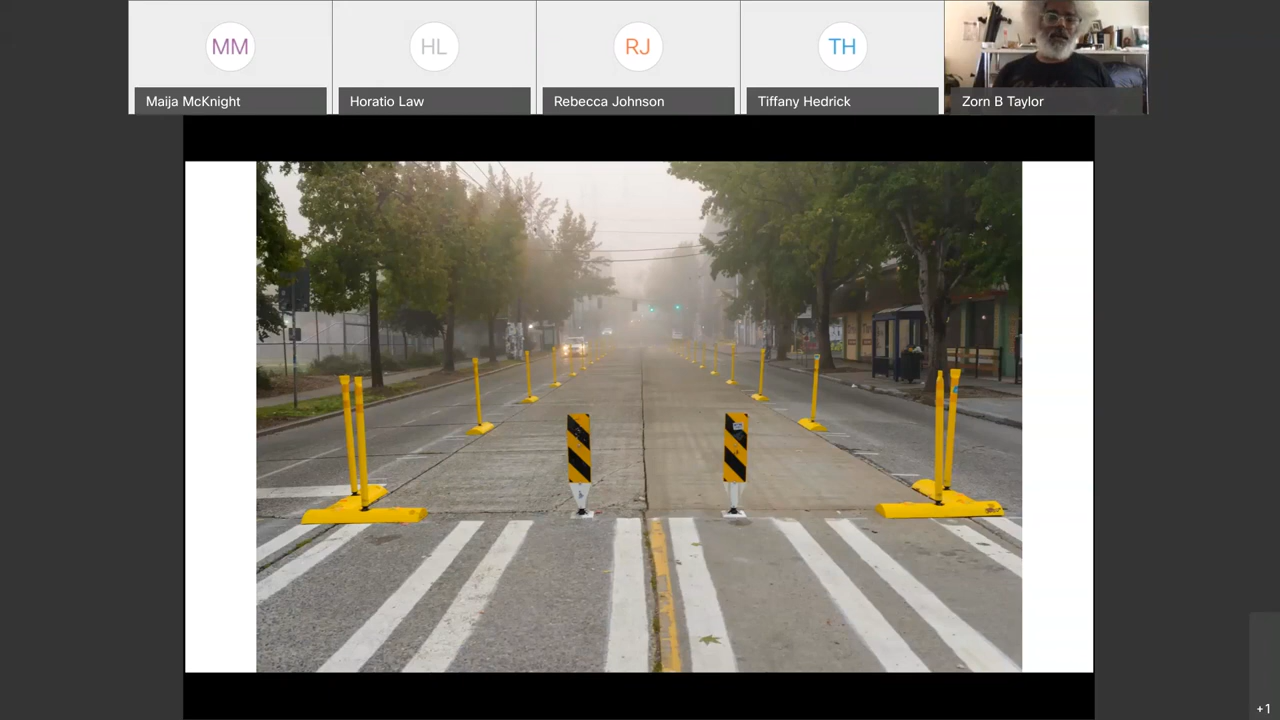 MM
HL
RJ
TH
Maija McKnight
Horatio Law
Rebecca Johnson
Tiffany Hedrick
Zorn B Taylor
+1